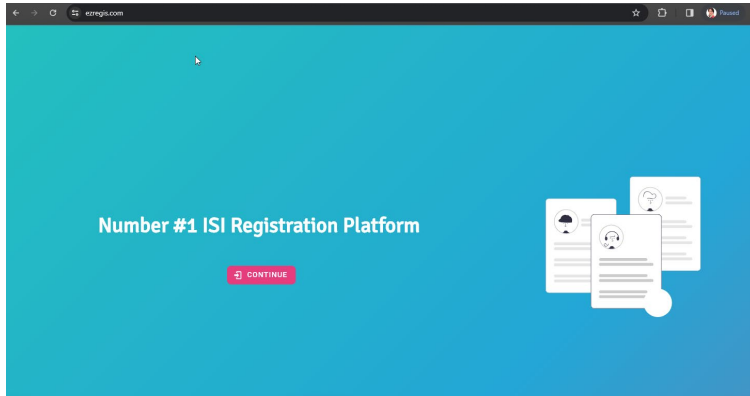 ezregis.com
Paused
Number #1 ISI Registration Platform
CONTINUE